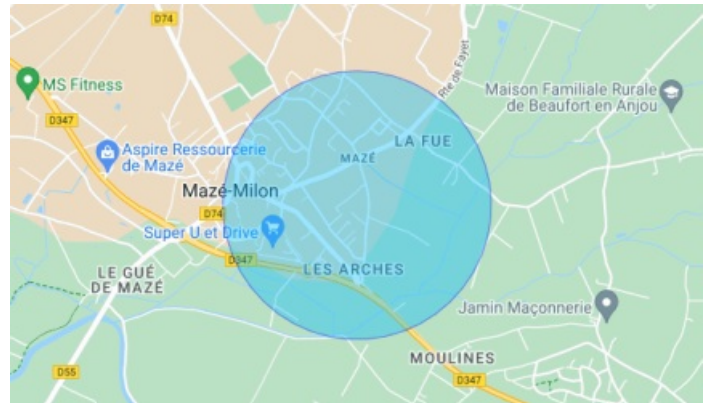 D74
Rte de Fayet
MS Fitness
Maison Familiale Rurale
de Beaufort en Anjou
D347
LA FUE
Aspire Ressourcerie
de Mazé
MAZÉ
Mazé-Milon
D74
Super U et Drive
D347
LES ARCHES
LE GUÉ
DE MAZÉ
Jamin Maçonnerie
MOULINES
D55
D347